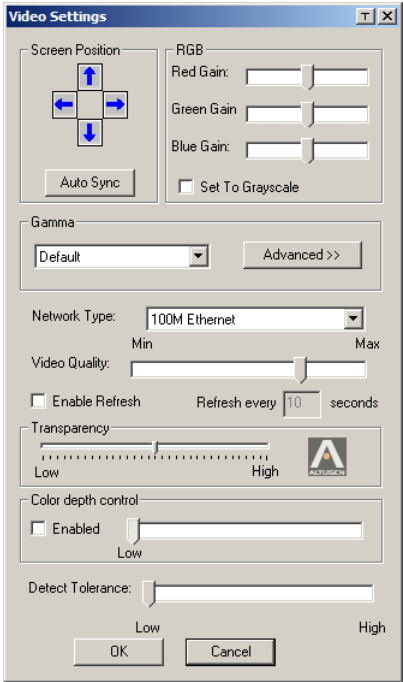 Video Settings
Screen Position
Auto Sync
RGB
Red Gain:
Green Gain
Blue Gain:
Set To Grayscale
Gamma
Default
Advanced >>
Network Type: 100M Ethernet
Min Max
Video Quality:
Enable Refresh Refresh every 10 seconds
Transparency
Low High
ALTUSEN
Color depth control
Enabled
Low
Detect Tolerance:
Low High
OK Cancel